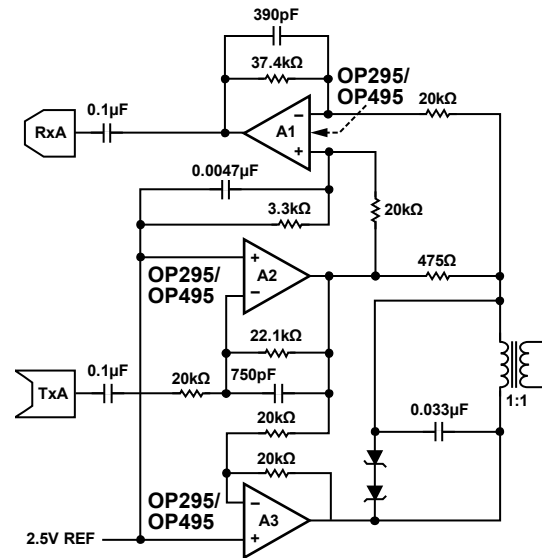 390pF
37.4kΩ
OP295/
OP495
0.1µF
20kΩ
RxA
A1
−
+
0.0047µF
20kΩ
3.3kΩ
475Ω
OP295/
OP495
+
A2
−
22.1kΩ
0.1µF
20kΩ
750pF
TxA
1:1
0.033µF
20kΩ
20kΩ
OP295/
OP495
−
A3
+
2.5V REF